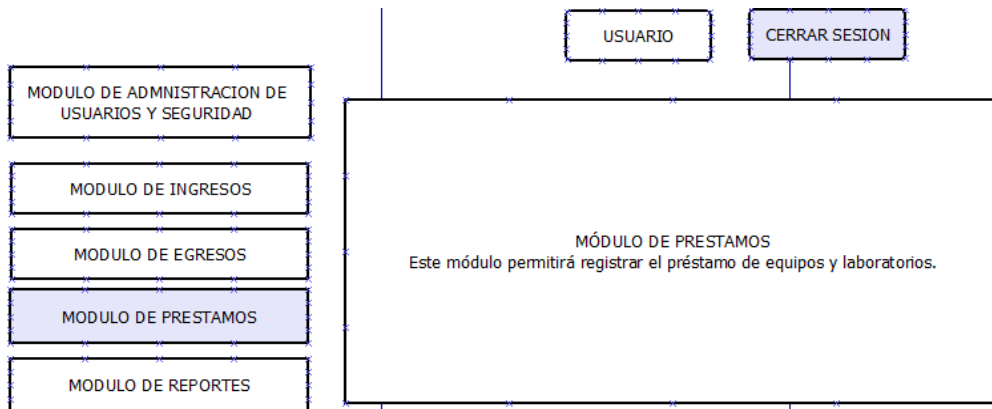 USUARIO
CERRAR SESION
MODULO DE ADMNISTRACION DE
USUARIOS Y SEGURIDAD
MODULO DE INGRESOS
MODULO DE EGRESOS
MODULO DE PRESTAMOS
MODULO DE REPORTES
MÓDULO DE PRESTAMOS
Este módulo permitirá registrar el préstamo de equipos y laboratorios.